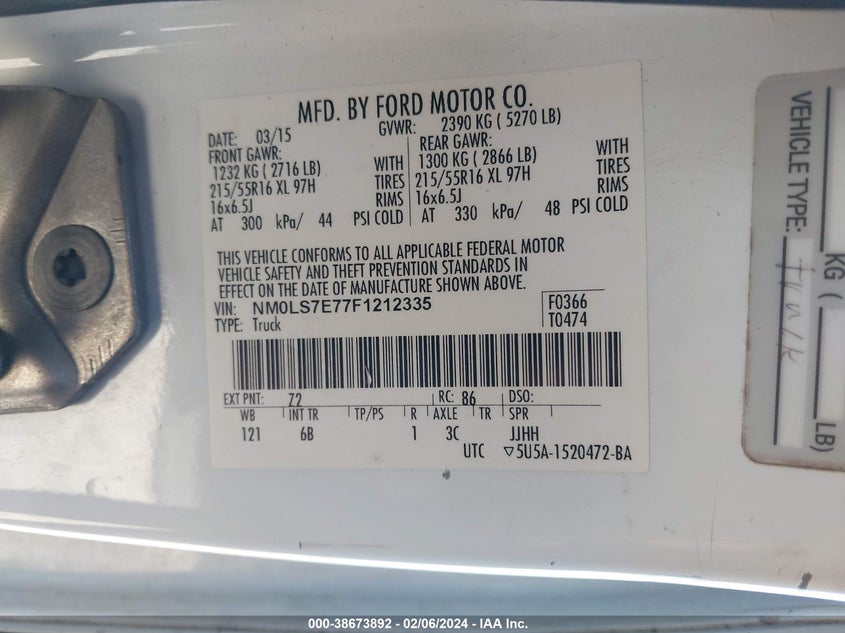 MFD. BY FORD MOTOR CO.
DATE: 03/15 GVWR: 2390 KG ( 5270 LB)
FRONT GAWR: WITH REAR GAWR: WITH
1232 KG ( 2716 LB) TIRES 1300 KG ( 2866 LB) TIRES
215/55R16 XL 97H RIMS 215/55R16 XL 97H RIMS
16x6.5J 16x6.5J
AT 300 kPa/ 44 PSI COLD AT 330 kPa/ 48 PSI COLD
THIS VEHICLE CONFORMS TO ALL APPLICABLE FEDERAL MOTOR
VEHICLE SAFETY AND THEFT PREVENTION STANDARDS IN
EFFECT ON THE DATE OF MANUFACTURE SHOWN ABOVE.
VIN: NM0LS7E77F1212335 F0366
TYPE: Truck T0474
EXT PNT: Z2 RC: 86 DSO:
WB INT TR TP/PS R AXLE TR SPR
121 6B 1 3C JJHH
UTC ▽5U5A-1520472-BA
VEHICLE TYPE: truck
KG ( LB)
000-38673892 — 02/06/2024 — IAA Inc.